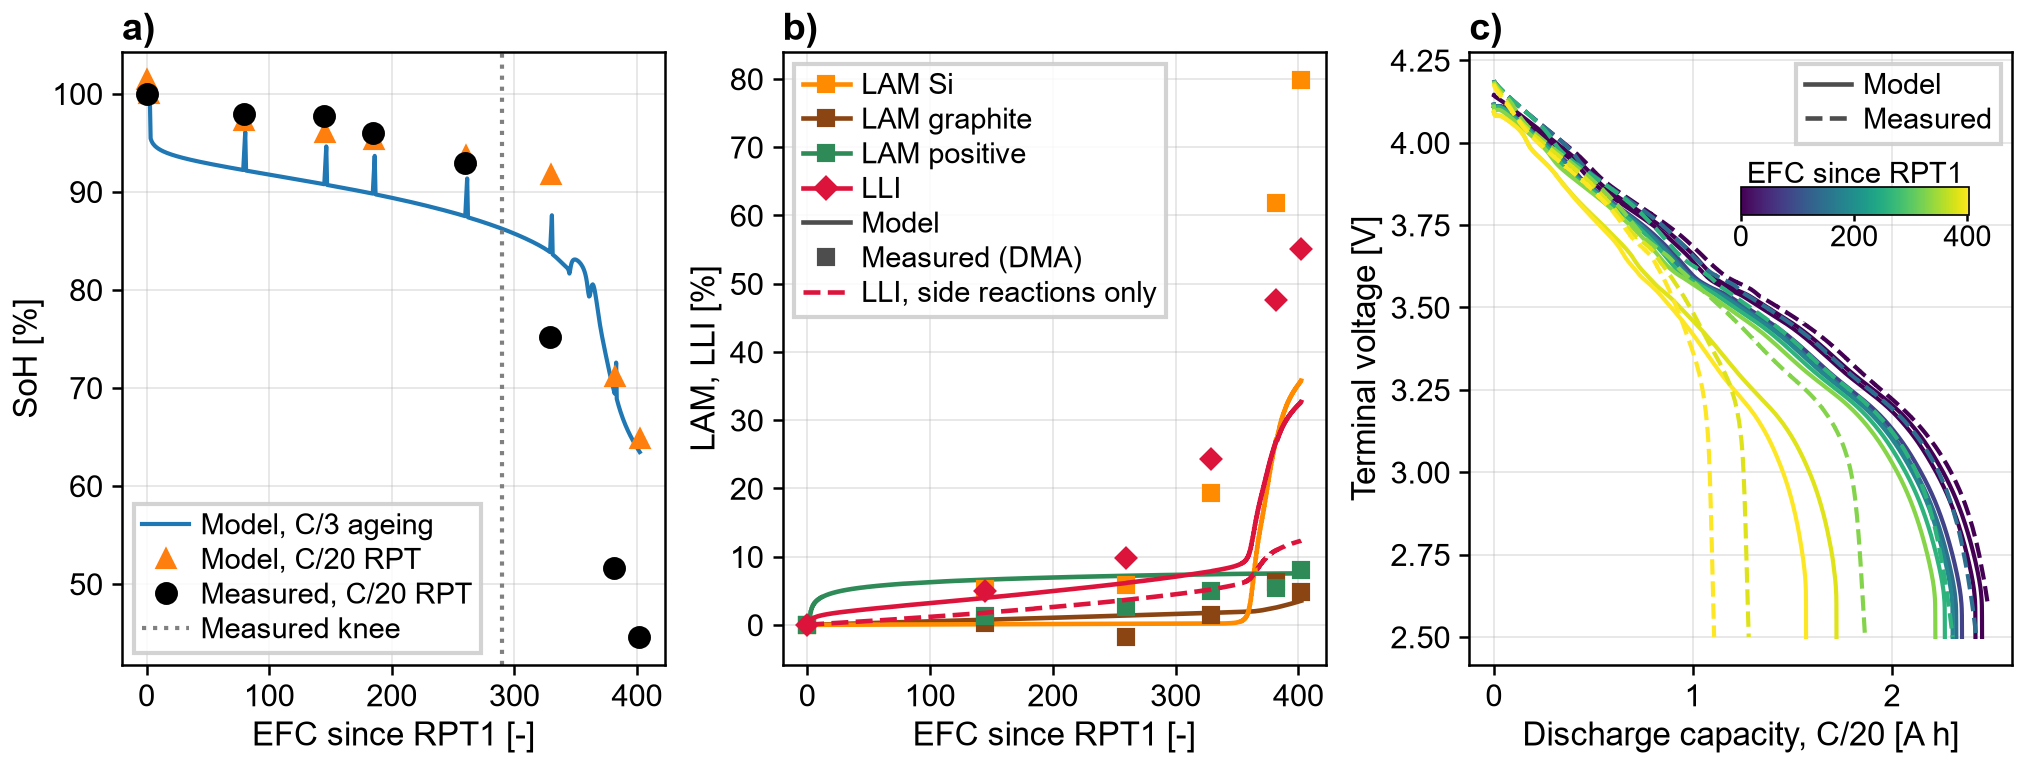 a)
100
90
80
70
60
50
SoH [%]
Model, C/3 ageing
Model, C/20 RPT
Measured, C/20 RPT
Measured knee
0
100
200
300
400
EFC since RPT1 [-]
b)
80
70
60
50
40
30
20
10
0
LAM, LLI [%]
LAM Si
LAM graphite
LAM positive
LLI
Model
Measured (DMA)
LLI, side reactions only
0
100
200
300
400
EFC since RPT1 [-]
c)
4.25
4.00
3.75
3.50
3.25
3.00
2.75
2.50
Terminal voltage [V]
Model
Measured
EFC since RPT1
0
200
400
0
1
2
Discharge capacity, C/20 [A h]